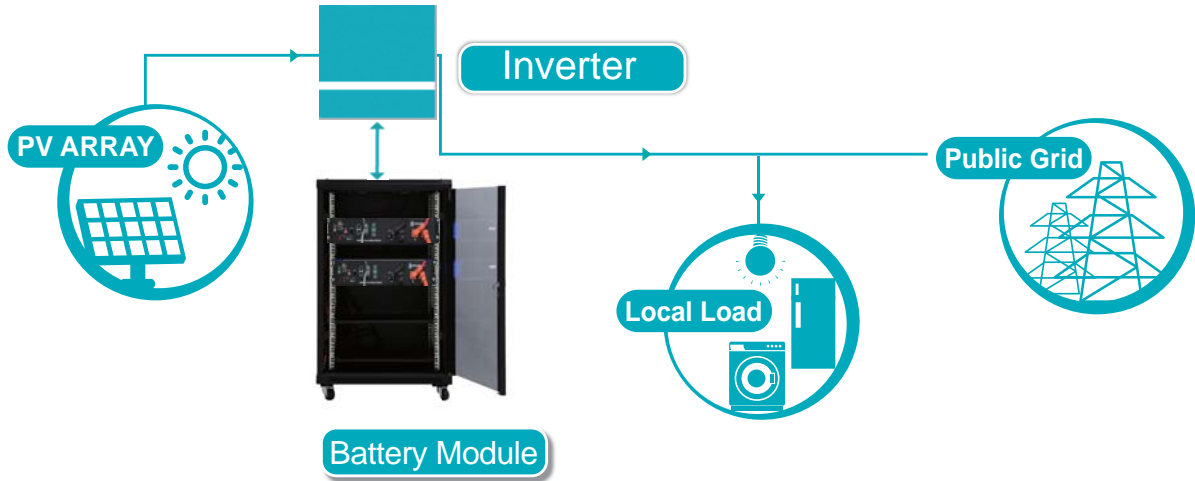 Inverter
PV ARRAY
Public Grid
Local Load
Battery Module